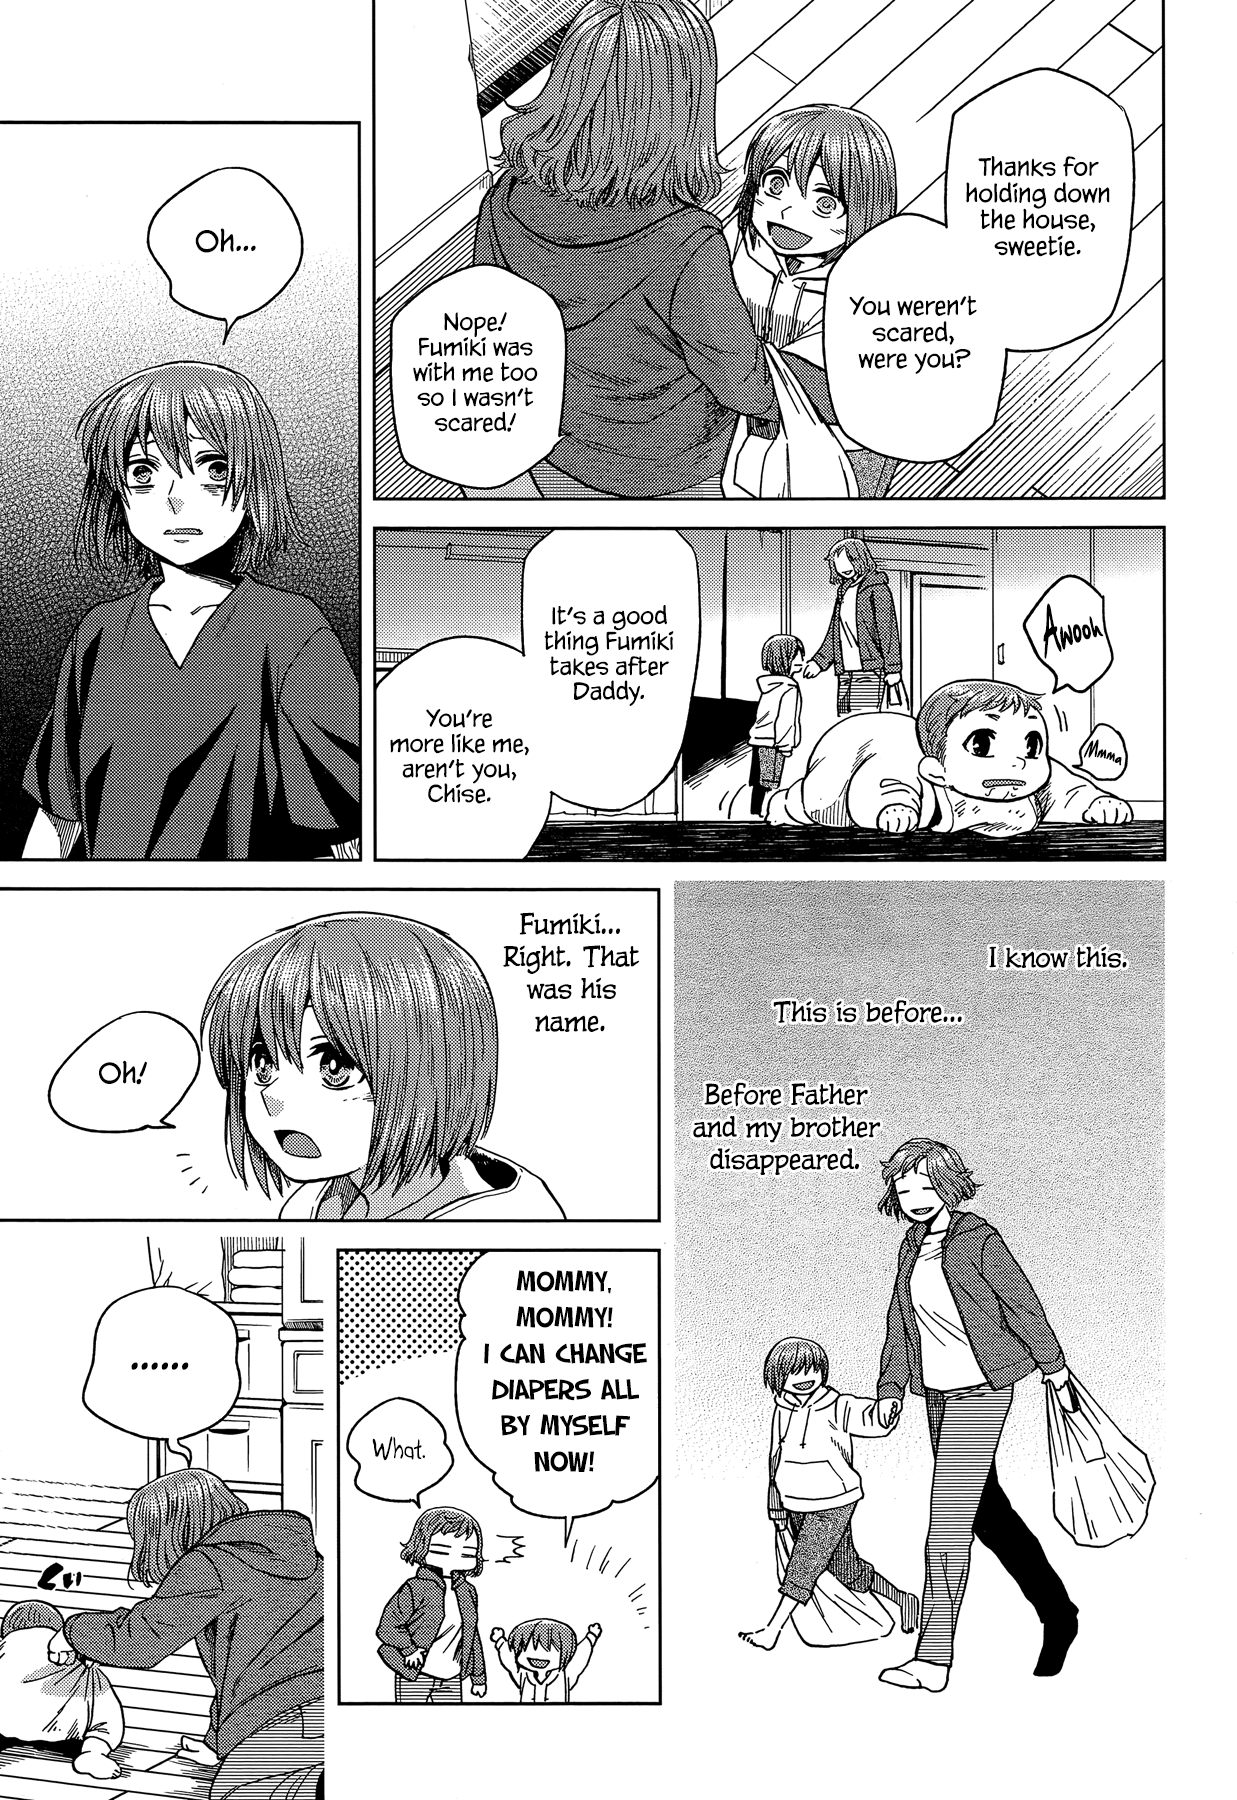 Thanks for
holding down
the house,
sweetie.
You weren't
scared,
were you?
Nope!
Fumiki was
with me too
so I wasn't
scared!
Oh...
Awooh
Mmma
It's a good
thing Fumiki
takes after
Daddy.
You're
more like me,
aren't you,
Chise.
I know this.
This is before...
Before Father
and my brother
disappeared.
Fumiki...
Right. That
was his
name.
Oh!
MOMMY,
MOMMY!
I CAN CHANGE
DIAPERS ALL
BY MYSELF
NOW!
What.
......
ぐい